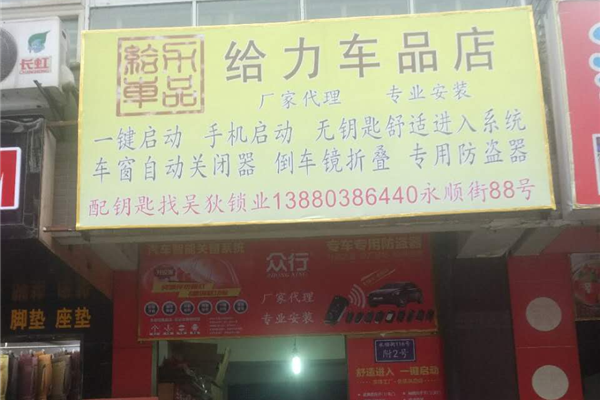 给力车品店
厂家代理 专业安装
一键启动 手机启动 无钥匙舒适进入系统
车窗自动关闭器 倒车镜折叠 专用防盗器
配钥匙找吴狄锁业13880386440永顺街88号
长虹
众行
专车专用防盗器
厂家代理
专业安装
脚垫 座垫
附2号
舒适进入 一键启动